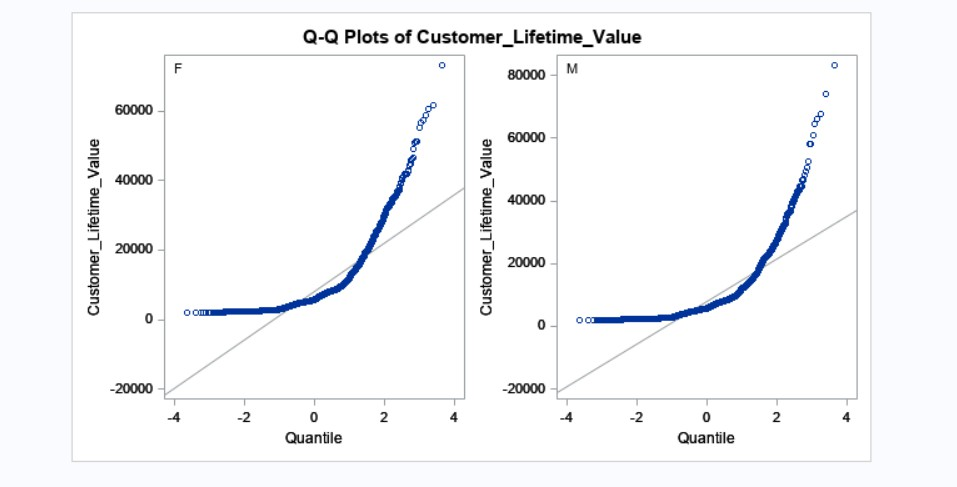 Q-Q Plots of Customer_Lifetime_Value
F
Customer_Lifetime_Value
60000
40000
20000
0
-20000
-4 -2 0 2 4
Quantile
M
Customer_Lifetime_Value
80000
60000
40000
20000
0
-20000
-4 -2 0 2 4
Quantile